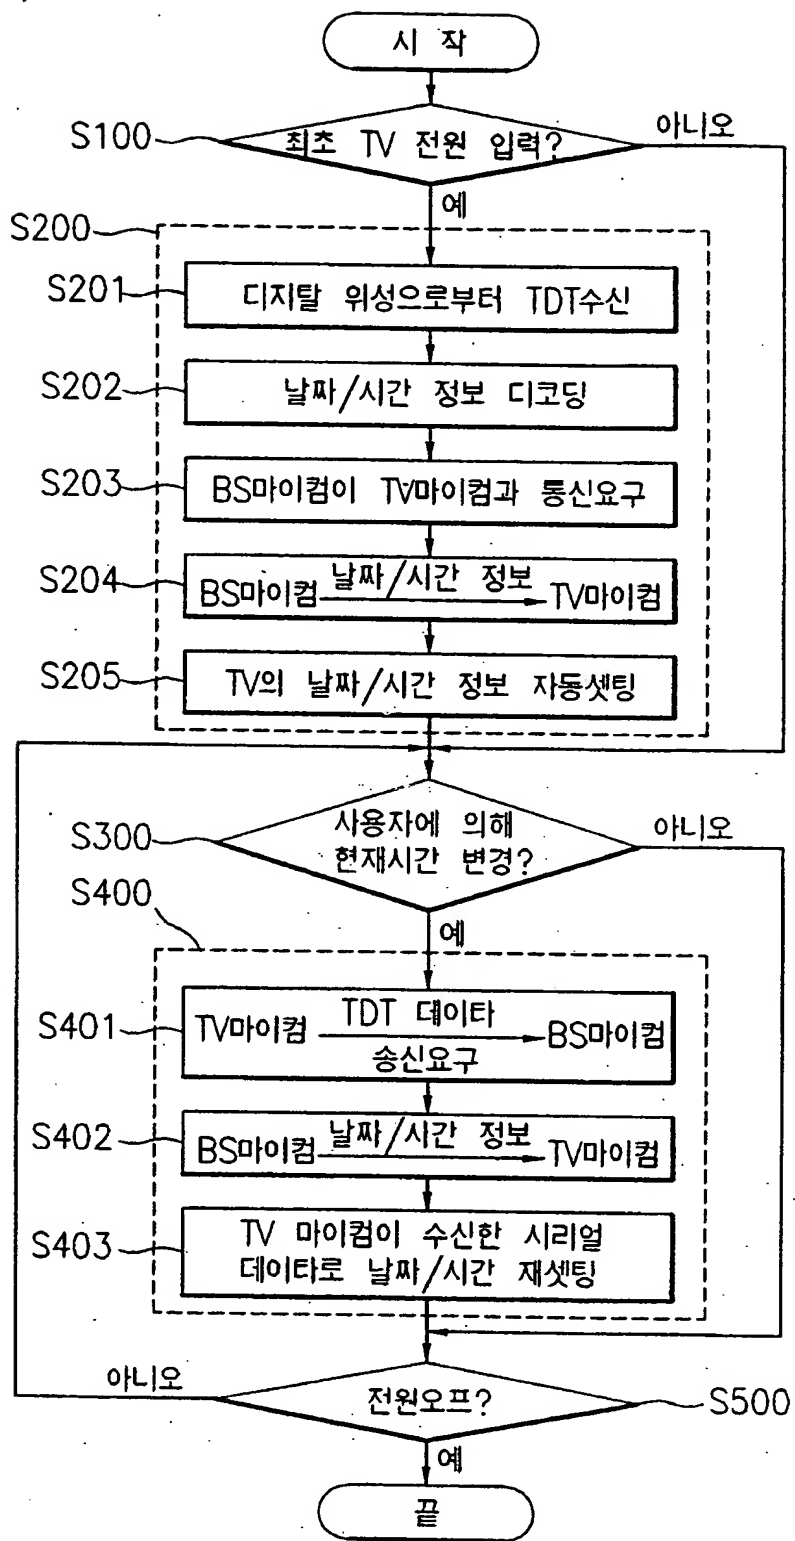 시 작
S100
최초 TV 전원 입력?
아니오
예
S200
S201
디지탈 위성으로부터 TDT수신
S202
날짜/시간 정보 디코딩
S203
BS마이컴이 TV마이컴과 통신요구
S204
날짜/시간 정보
BS마이컴 TV마이컴
S205
TV의 날짜/시간 정보 자동셋팅
S300
사용자에 의해
현재시간 변경?
아니오
S400
예
S401
TDT 데이타
TV마이컴 BS마이컴
송신요구
S402
날짜/시간 정보
BS마이컴 TV마이컴
S403
TV 마이컴이 수신한 시리얼
데이타로 날짜/시간 재셋팅
아니오
전원오프?
S500
예
끝